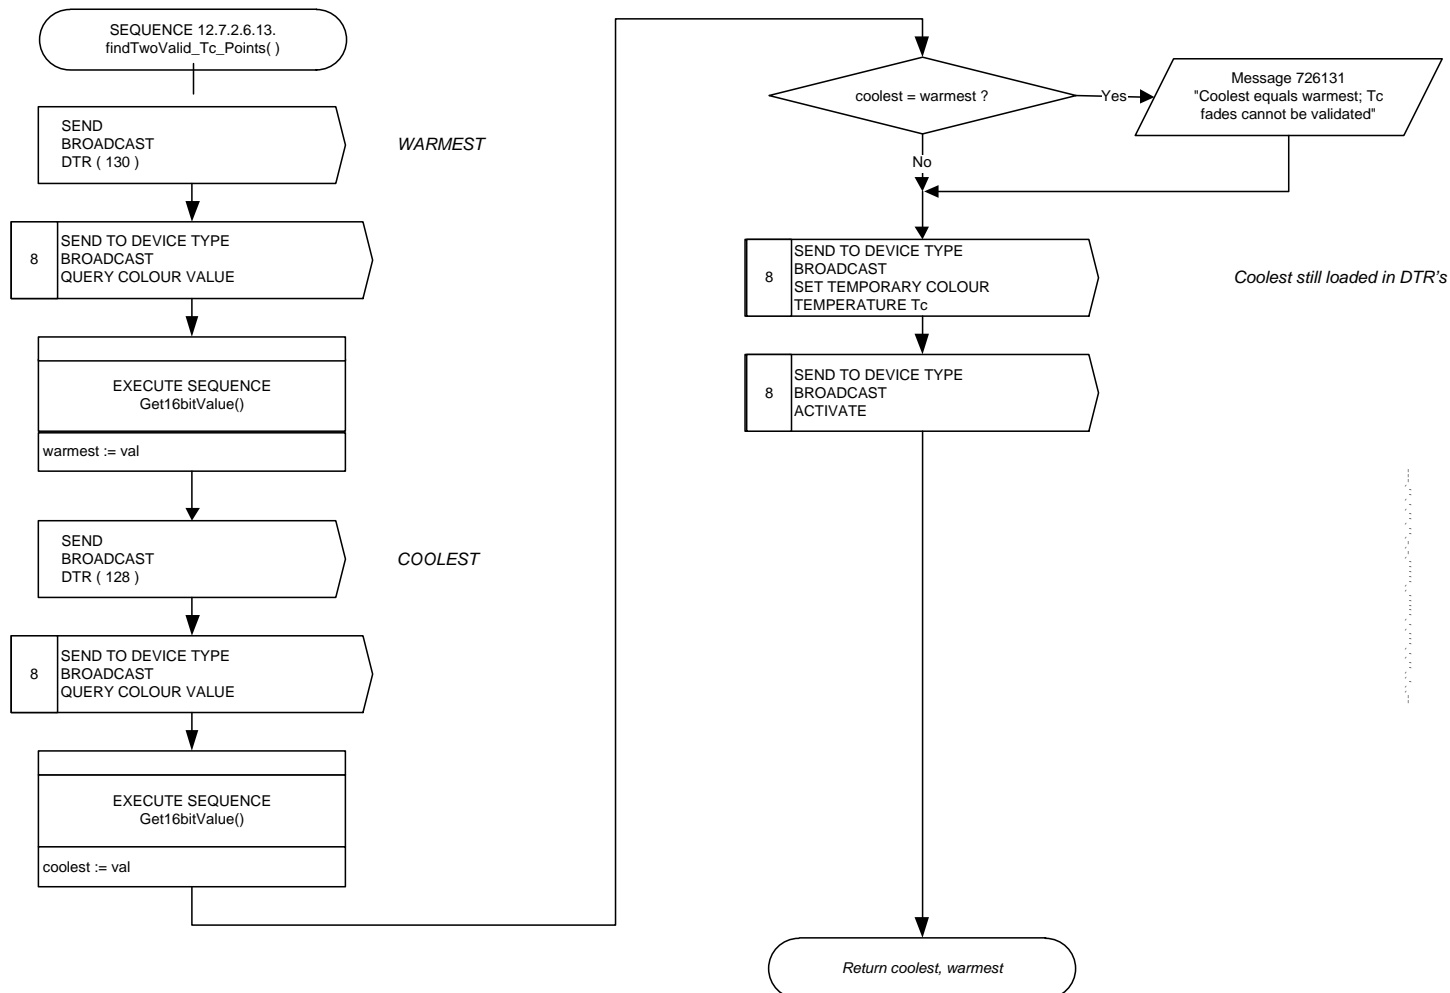 SEQUENCE 12.7.2.6.13.
findTwoValid_Tc_Points( )
SEND
BROADCAST
DTR ( 130 )
WARMEST
8
SEND TO DEVICE TYPE
BROADCAST
QUERY COLOUR VALUE
EXECUTE SEQUENCE
Get16bitValue()
warmest := val
SEND
BROADCAST
DTR ( 128 )
COOLEST
8
SEND TO DEVICE TYPE
BROADCAST
QUERY COLOUR VALUE
EXECUTE SEQUENCE
Get16bitValue()
coolest := val
coolest = warmest ?
Yes
Message 726131
"Coolest equals warmest; Tc
fades cannot be validated"
No
8
SEND TO DEVICE TYPE
BROADCAST
SET TEMPORARY COLOUR
TEMPERATURE Tc
Coolest still loaded in DTR's
8
SEND TO DEVICE TYPE
BROADCAST
ACTIVATE
Return coolest, warmest